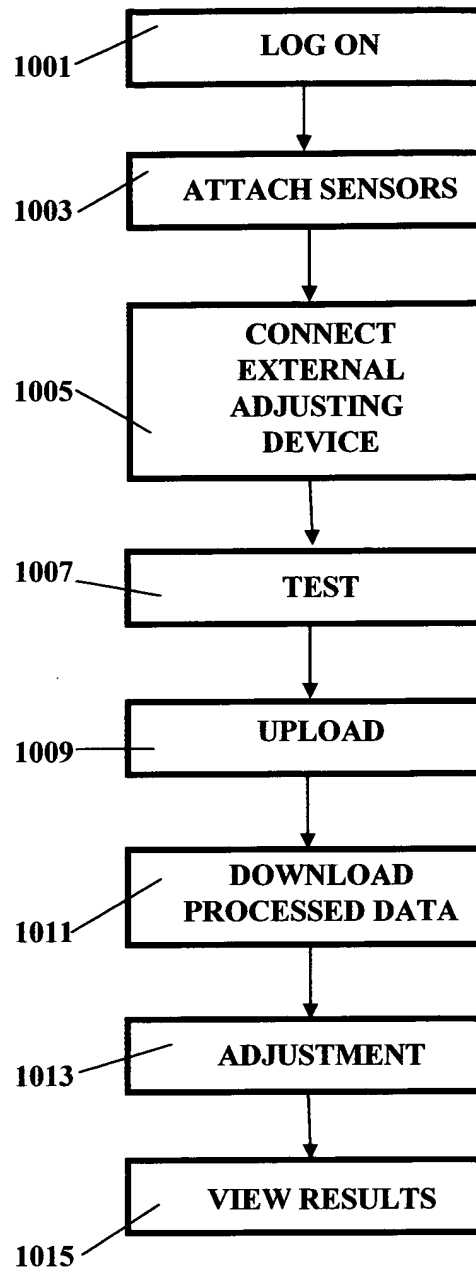 1001
LOG ON
1003
ATTACH SENSORS
1005
CONNECT
EXTERNAL
ADJUSTING
DEVICE
1007
TEST
1009
UPLOAD
1011
DOWNLOAD
PROCESSED DATA
1013
ADJUSTMENT
1015
VIEW RESULTS